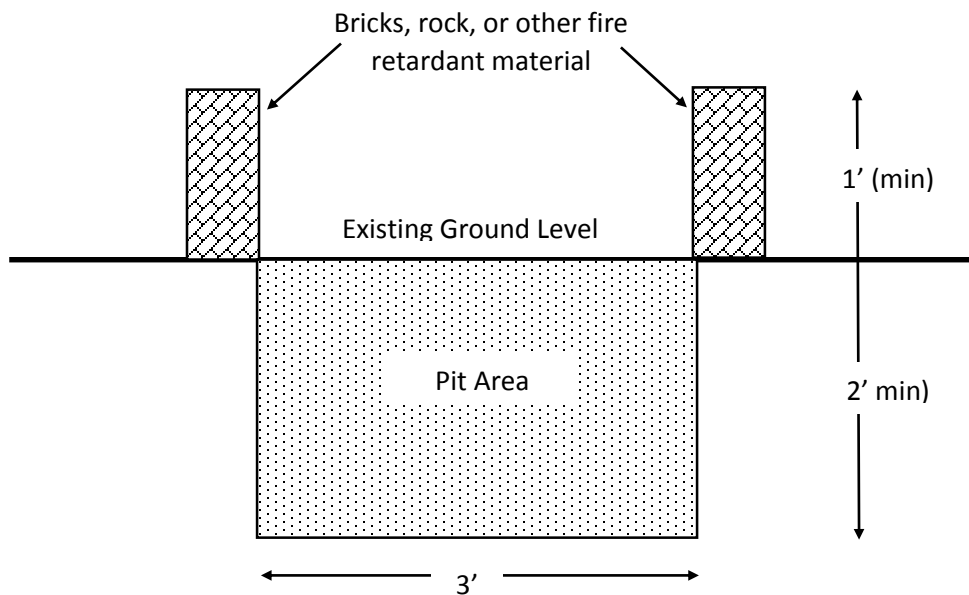 Bricks, rock, or other fire
retardant material
1’ (min)
Existing Ground Level
Pit Area
2’ min)
3’